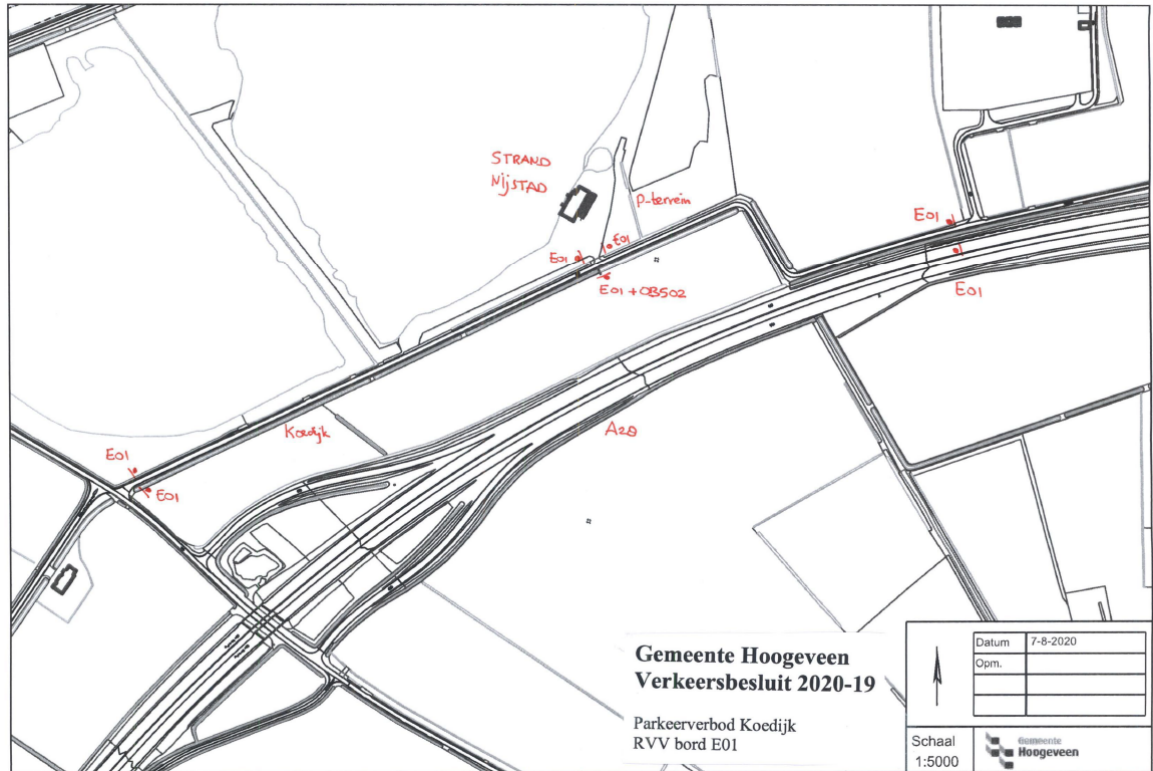 STRAND
NijSTAD
P-terrein
E01
E01
E01
E01
E01 + OB502
E01
Koedijk
A28
E01
E01
Gemeente Hoogeveen
Verkeersbesluit 2020-19
Parkeerverbod Koedijk
RVV bord E01
Datum 7-8-2020
Opm.
Schaal
1:5000
Gemeente
Hoogeveen